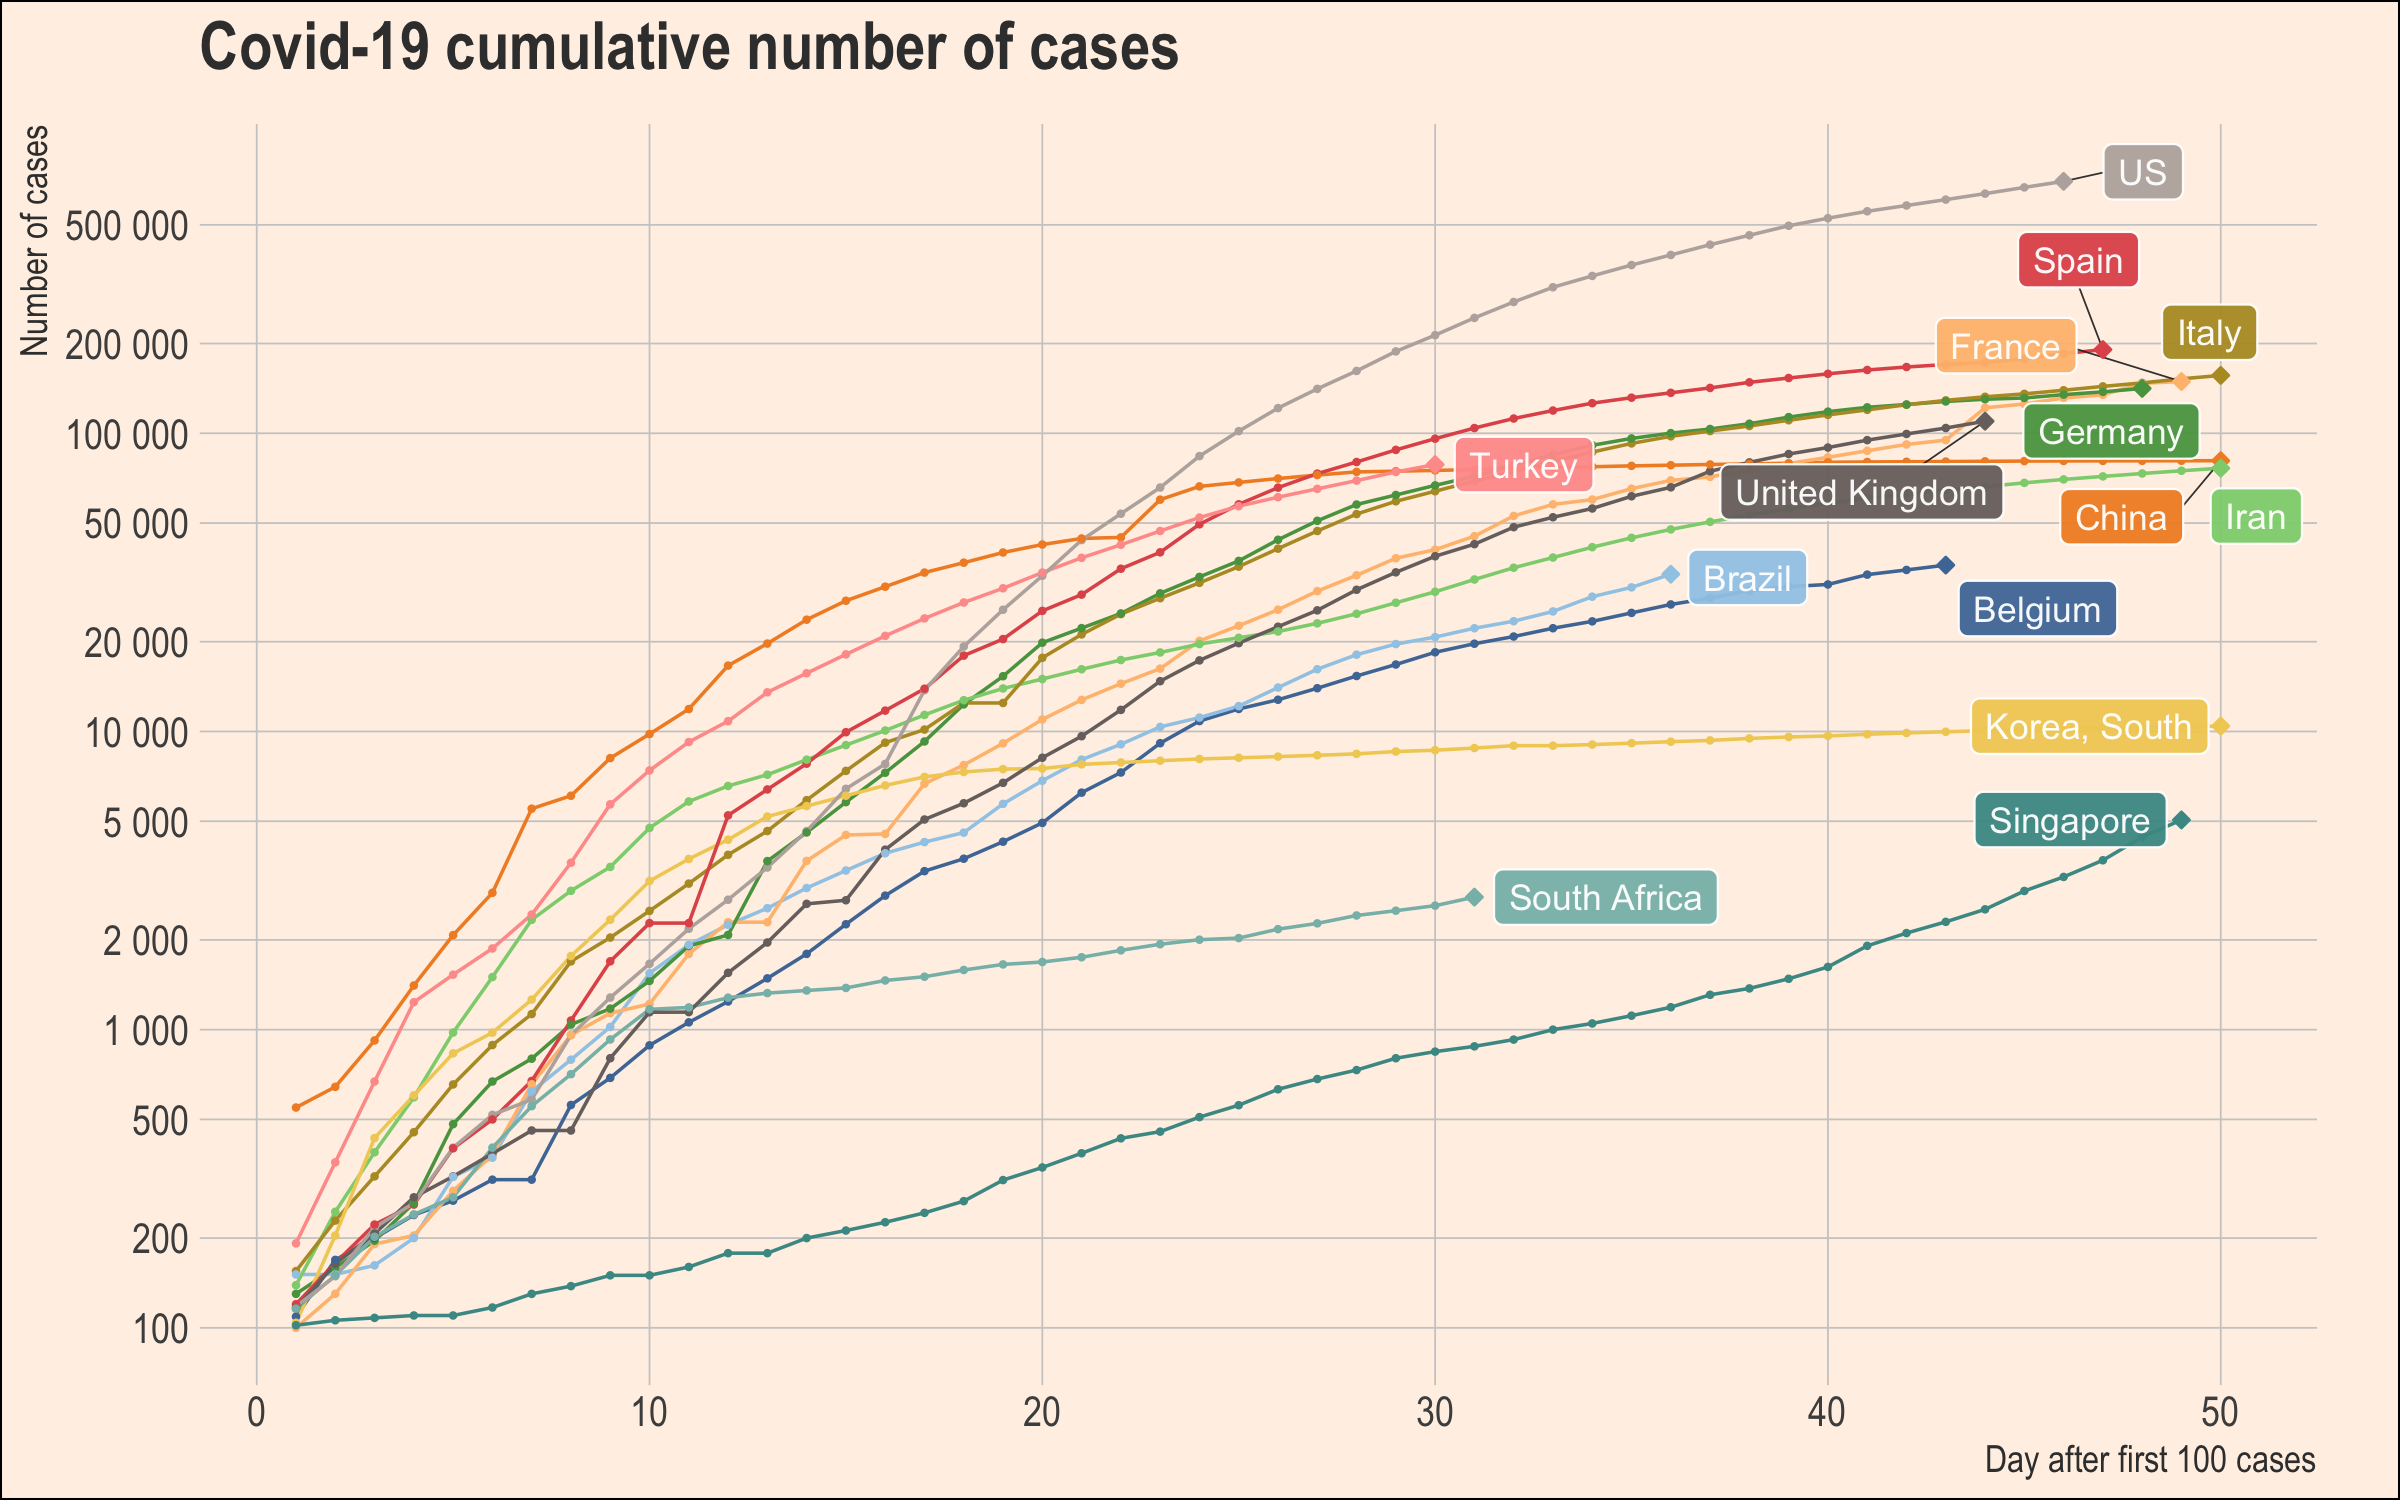 Covid-19 cumulative number of cases
Number of cases
500 000
200 000
100 000
50 000
20 000
10 000
5 000
2 000
1 000
500
200
100
US
Spain
Italy
France
Germany
Turkey
United Kingdom
China
Iran
Brazil
Belgium
Korea, South
Singapore
South Africa
0
10
20
30
40
50
Day after first 100 cases